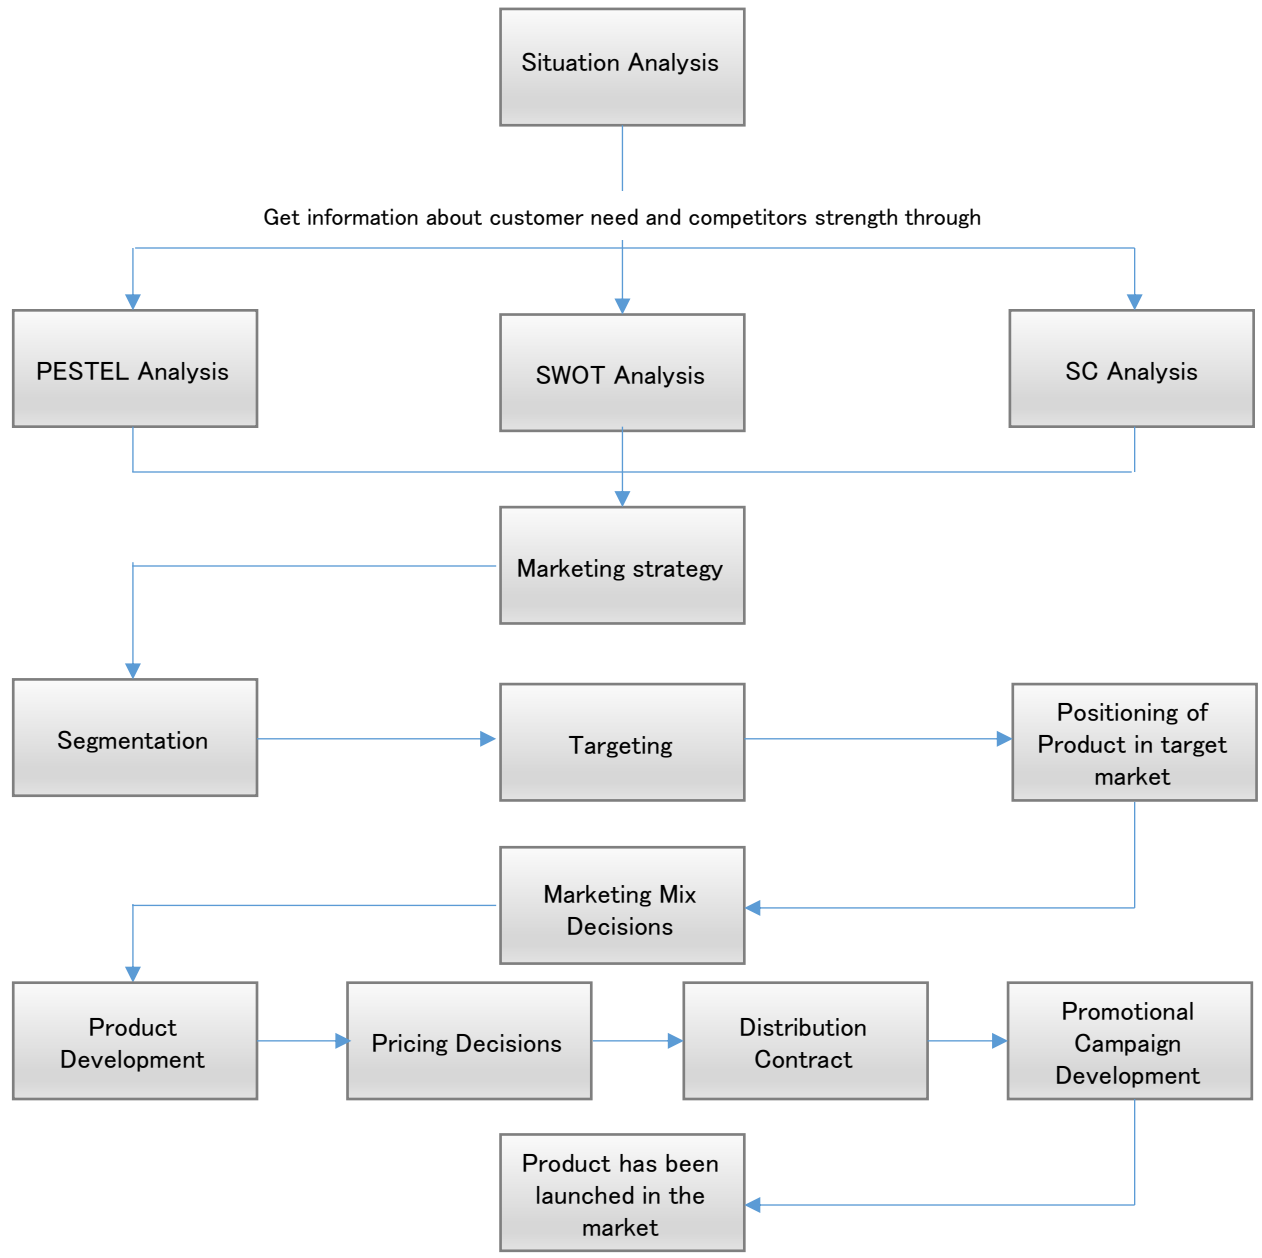 Situation Analysis
Get information about customer need and competitors strength through
PESTEL Analysis
SWOT Analysis
SC Analysis
Marketing strategy
Segmentation
Targeting
Positioning of
Product in target
market
Marketing Mix
Decisions
Product
Development
Pricing Decisions
Distribution
Contract
Promotional
Campaign
Development
Product has been
launched in the
market